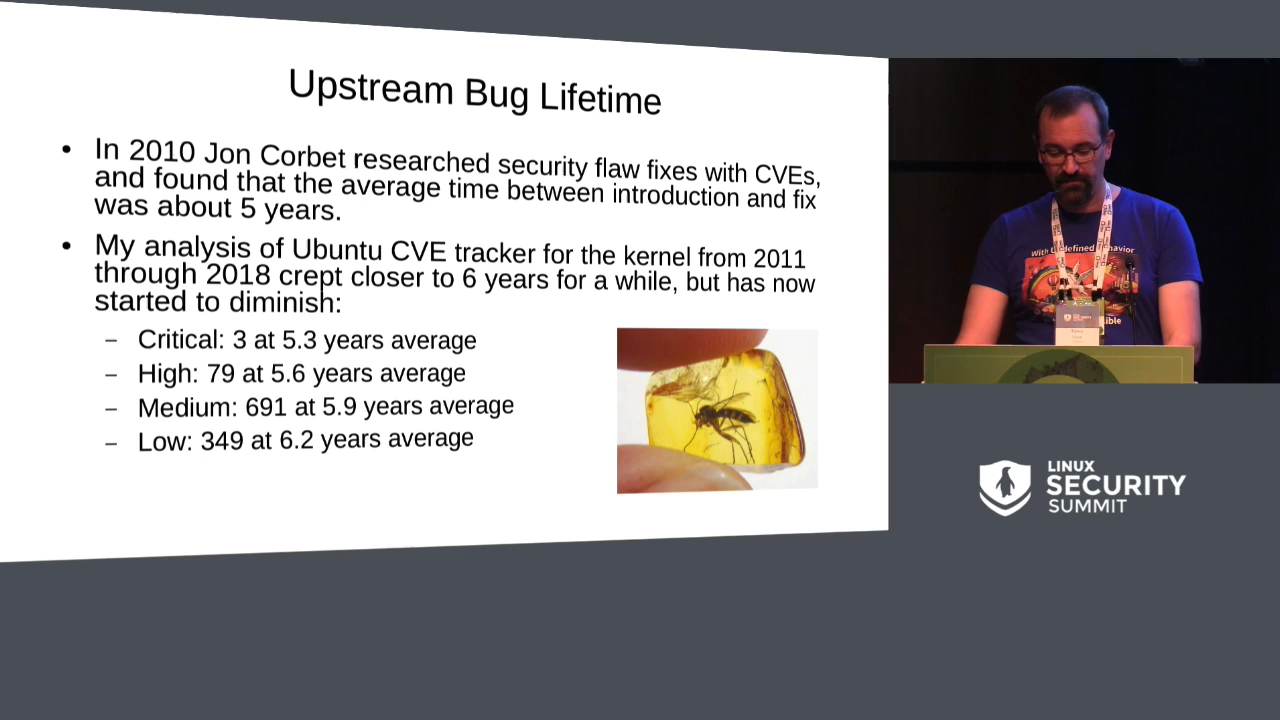 Upstream Bug Lifetime
• In 2010 Jon Corbet researched security flaw fixes with CVEs,
and found that the average time between introduction and fix
was about 5 years.
• My analysis of Ubuntu CVE tracker for the kernel from 2011
through 2018 crept closer to 6 years for a while, but has now
started to diminish:
– Critical: 3 at 5.3 years average
– High: 79 at 5.6 years average
– Medium: 691 at 5.9 years average
– Low: 349 at 6.2 years average
LINUX
SECURITY
SUMMIT